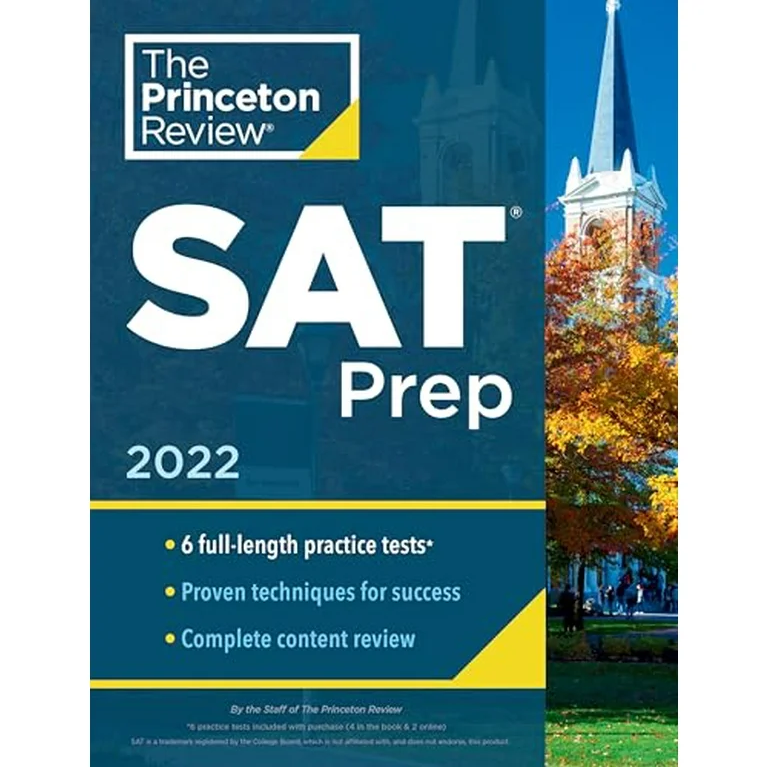 The
Princeton
Review®
SAT®
Prep
2022
• 6 full-length practice tests*
• Proven techniques for success
• Complete content review
By the Staff of The Princeton Review
*6 practice tests included with purchase (4 in the book & 2 online)
SAT is a trademark registered by the College Board, which is not affiliated with, and does not endorse, this product.